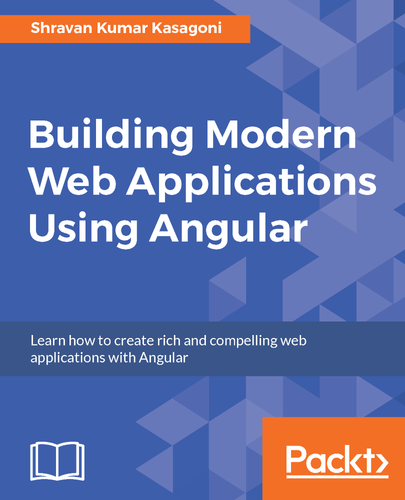 Shravan Kumar Kasagoni
Building Modern
Web Applications
Using Angular
Learn how to create rich and compelling web
applications with Angular
Packt>